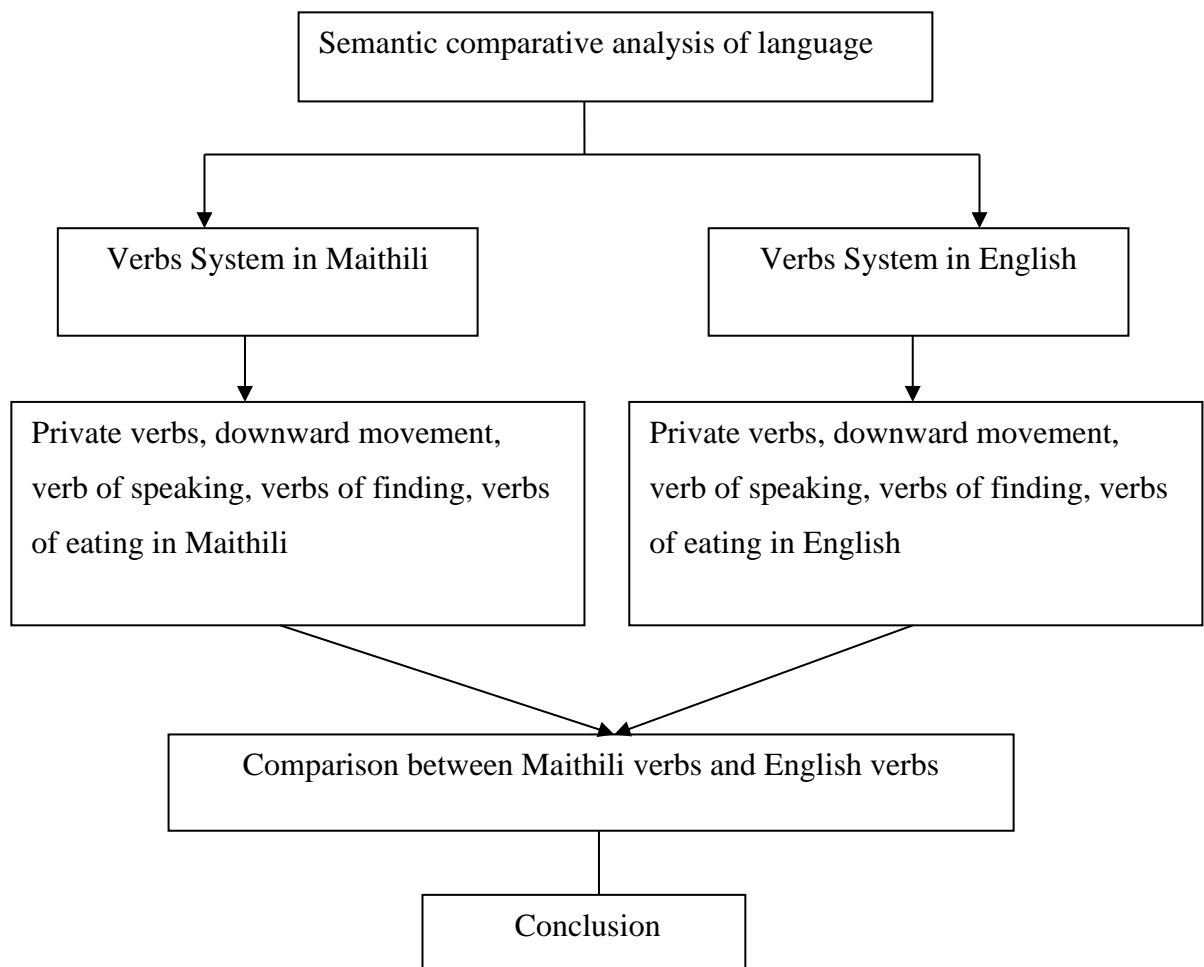 Semantic comparative analysis of language
Verbs System in Maithili
Verbs System in English
Private verbs, downward movement,
verb of speaking, verbs of finding, verbs
of eating in Maithili
Private verbs, downward movement,
verb of speaking, verbs of finding, verbs
of eating in English
Comparison between Maithili verbs and English verbs
Conclusion